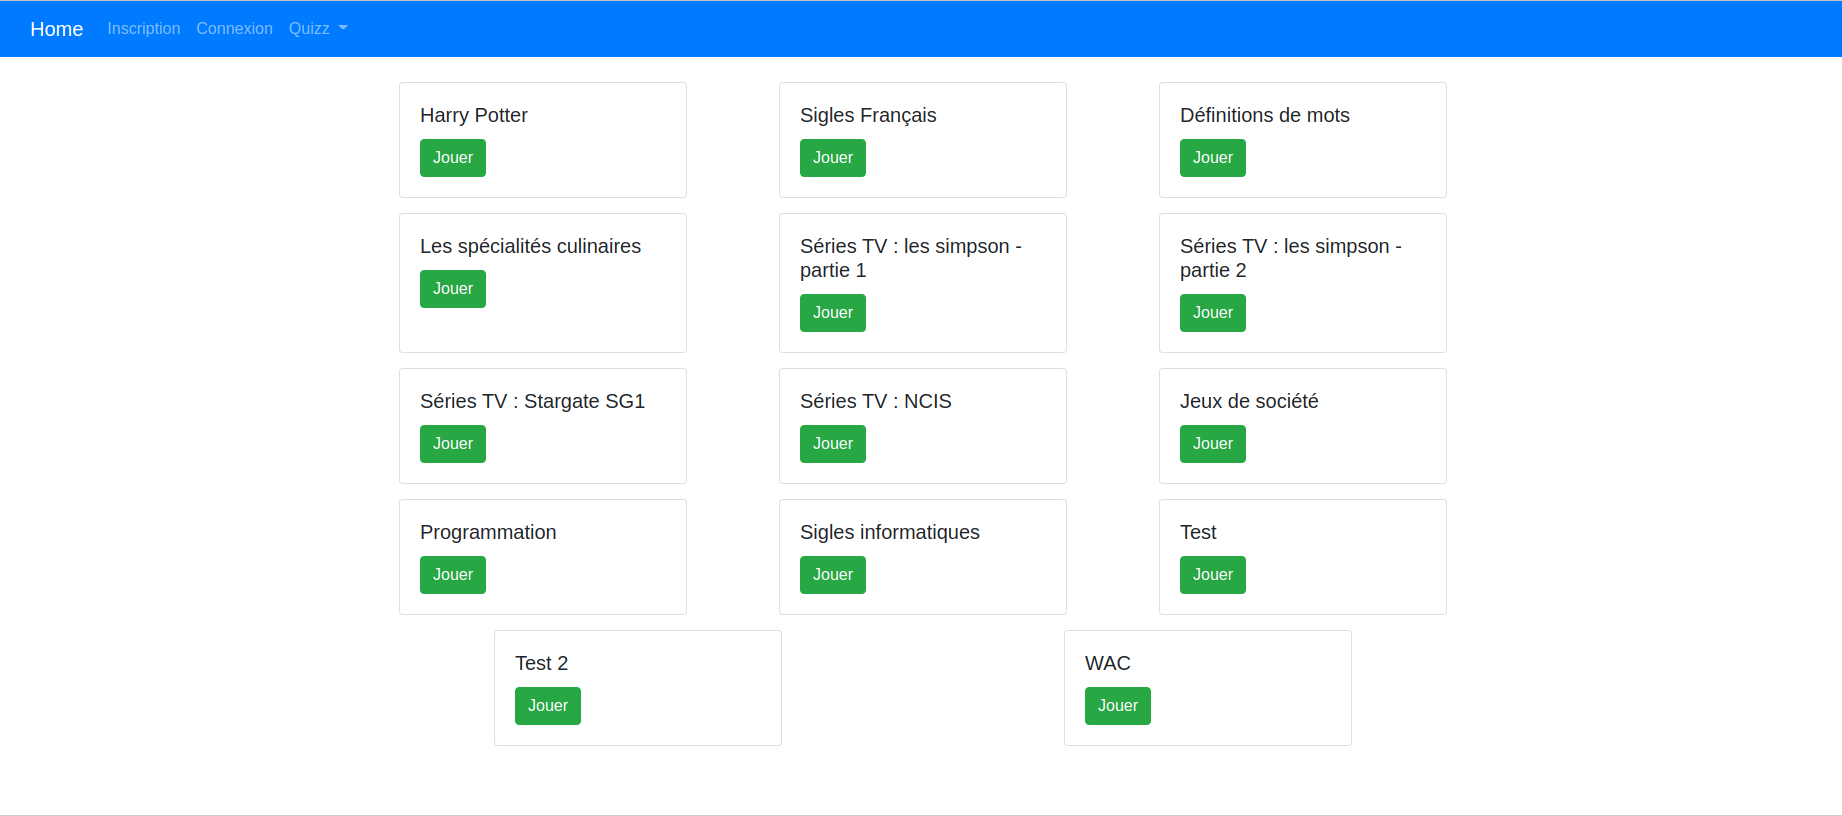 Home Inscription Connexion Quizz
Harry Potter
Jouer
Sigles Français
Jouer
Définitions de mots
Jouer
Les spécialités culinaires
Jouer
Séries TV : les simpson -
partie 1
Jouer
Séries TV : les simpson -
partie 2
Jouer
Séries TV : Stargate SG1
Jouer
Séries TV : NCIS
Jouer
Jeux de société
Jouer
Programmation
Jouer
Sigles informatiques
Jouer
Test
Jouer
Test 2
Jouer
WAC
Jouer